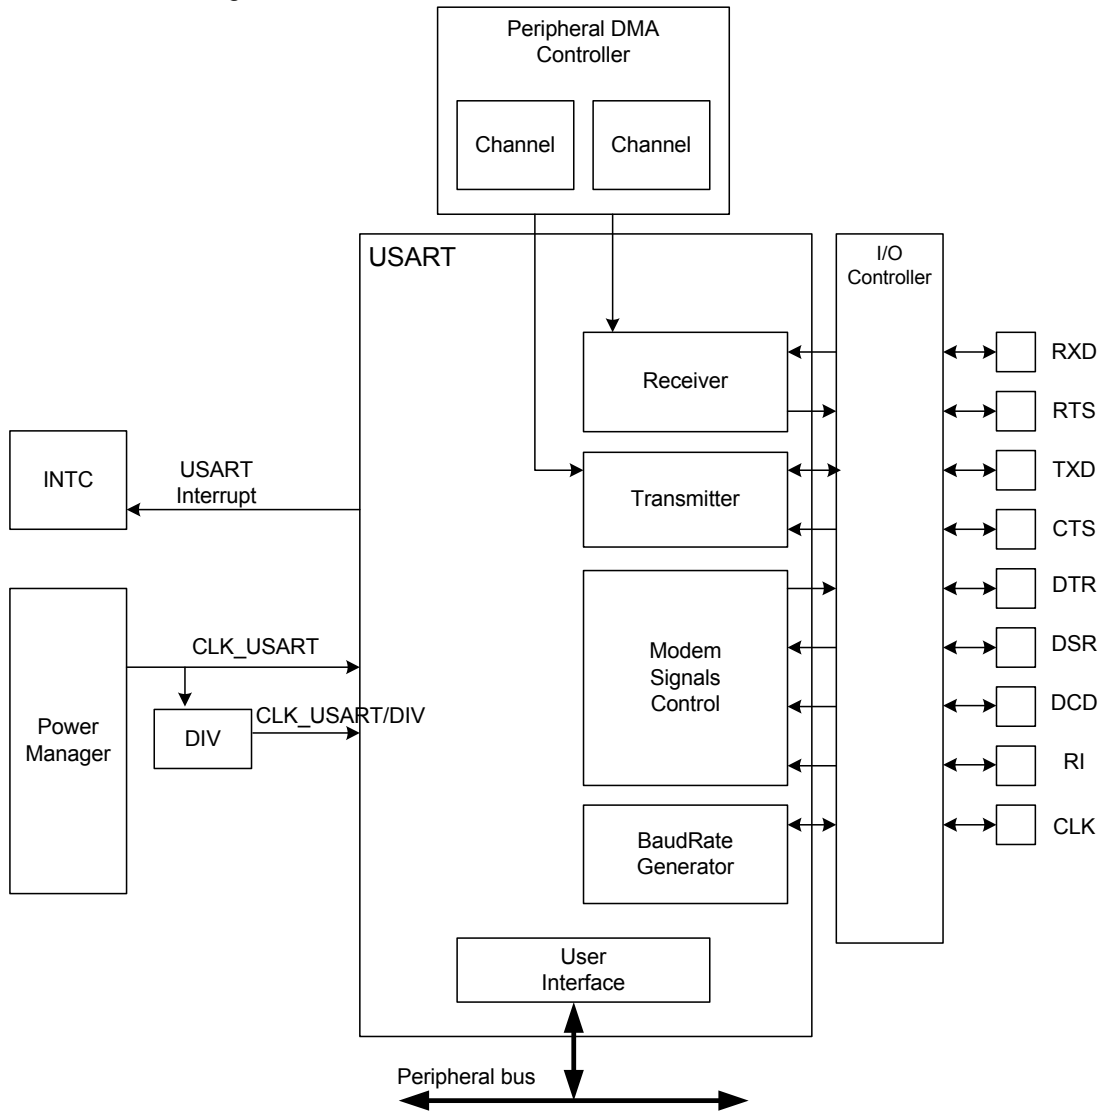 Peripheral DMA
Controller
Channel
Channel
USART
I/O
Controller
Receiver
RXD
RTS
INTC
USART
Interrupt
Transmitter
TXD
CTS
Modem
Signals
Control
DTR
DSR
DCD
RI
Power
Manager
CLK_USART
DIV
CLK_USART/DIV
BaudRate
Generator
CLK
User
Interface
Peripheral bus